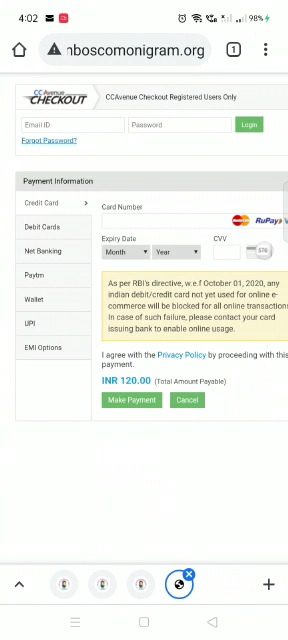 4:02
98%
nboscomonigram.org
1
CCAvenue
CHECKOUT
CCAvenue Checkout Registered Users Only
Email ID
Password
Login
Forgot Password?
Payment Information
Credit Card
Debit Cards
Net Banking
Paytm
Wallet
UPI
EMI Options
Card Number
RuPay
Expiry Date
CVV
Month
Year
As per RBI's directive, w.e.f October 01, 2020, any
indian debit/credit card not yet used for online e-
commerce will be blocked for all online transactions
In case of such failure, please contact your card
issuing bank to enable online usage.
I agree with the Privacy Policy by proceeding with this
payment.
INR 120.00 (Total Amount Payable)
Make Payment
Cancel